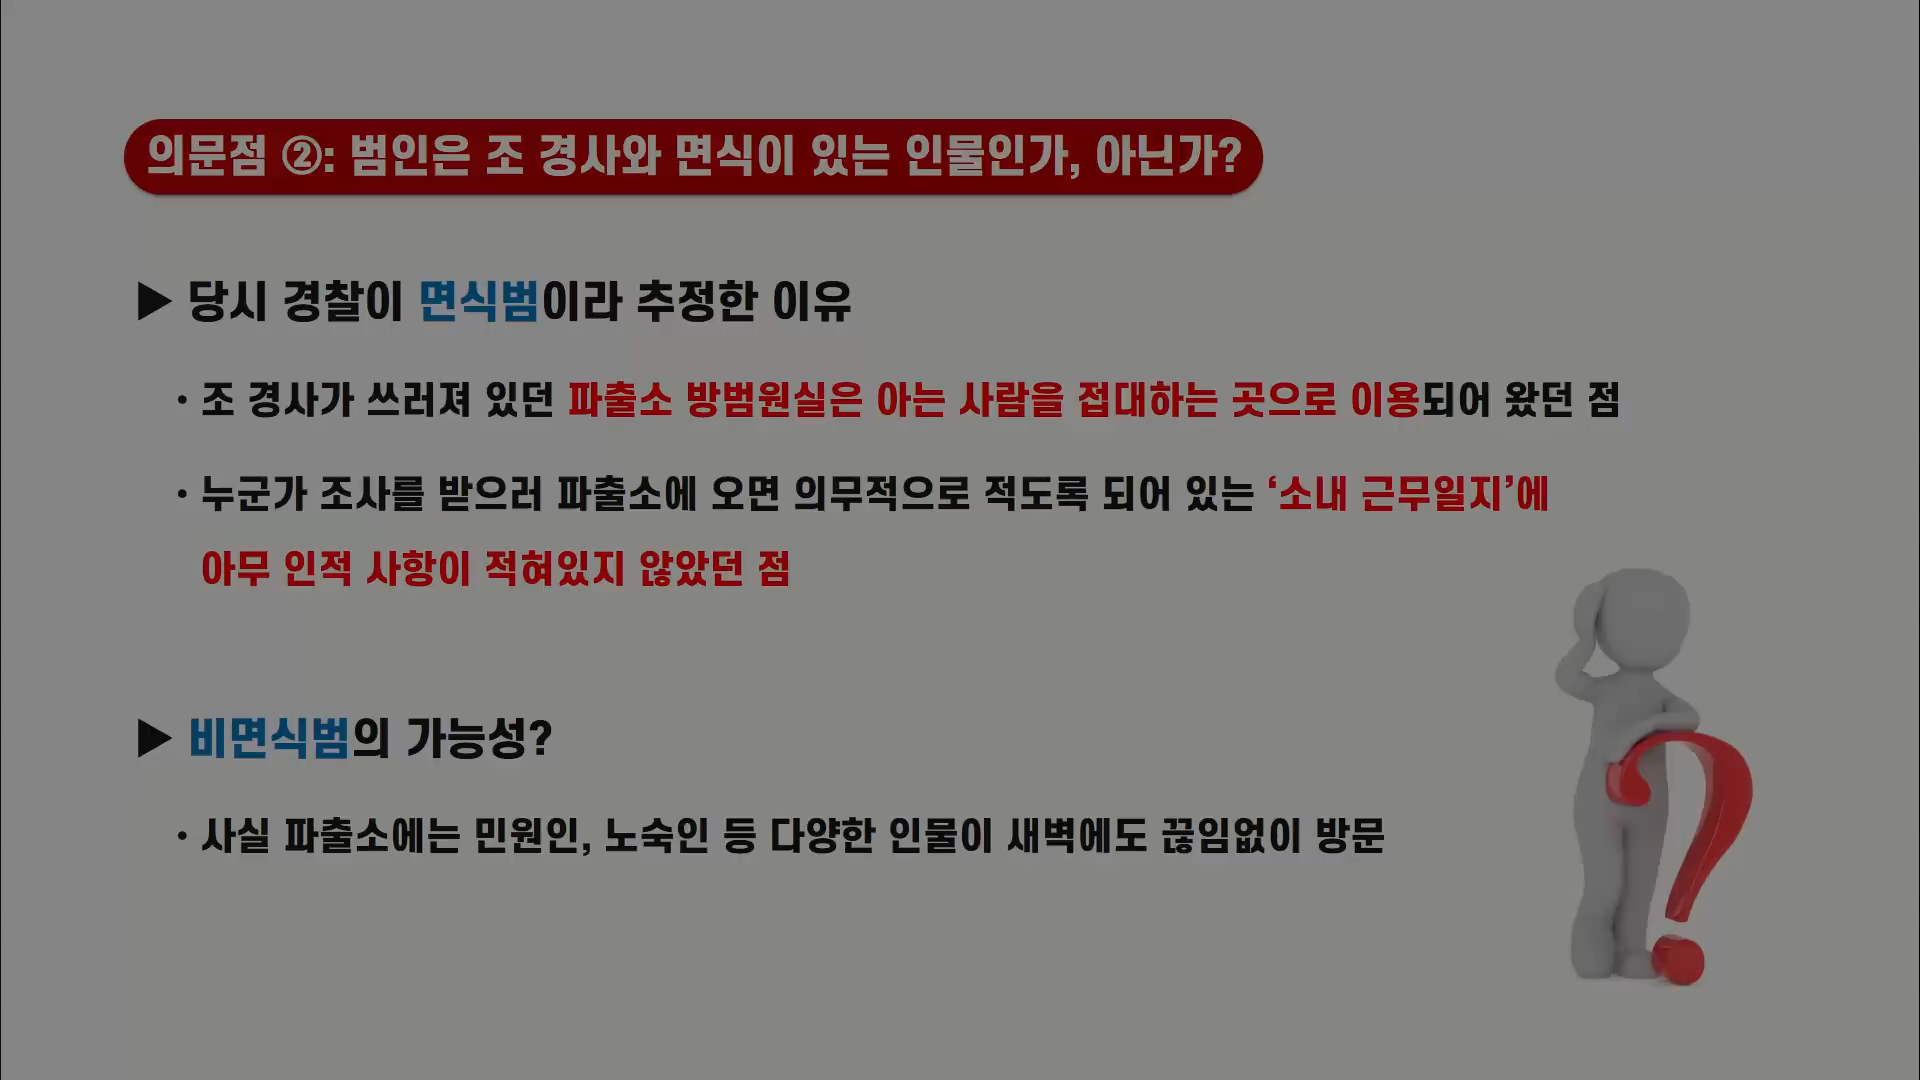 의문점 ②: 범인은 조 경사와 면식이 있는 인물인가, 아닌가?
▶ 당시 경찰이 면식범이라 추정한 이유
· 조 경사가 쓰러져 있던 파출소 방범원실은 아는 사람을 접대하는 곳으로 이용되어 왔던 점
· 누군가 조사를 받으러 파출소에 오면 의무적으로 적도록 되어 있는 ‘소내 근무일지’에
아무 인적 사항이 적혀있지 않았던 점
▶ 비면식범의 가능성?
· 사실 파출소에는 민원인, 노숙인 등 다양한 인물이 새벽에도 끊임없이 방문